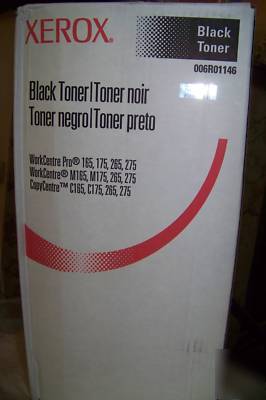 XEROX®
Black
Toner
006R01146
Black Toner/Toner noir
Toner negro/Toner preto
WorkCentre Pro® 165, 175, 265, 275
WorkCentre® M165, M175, 265, 275
CopyCentre™ C165, C175, 265, 275